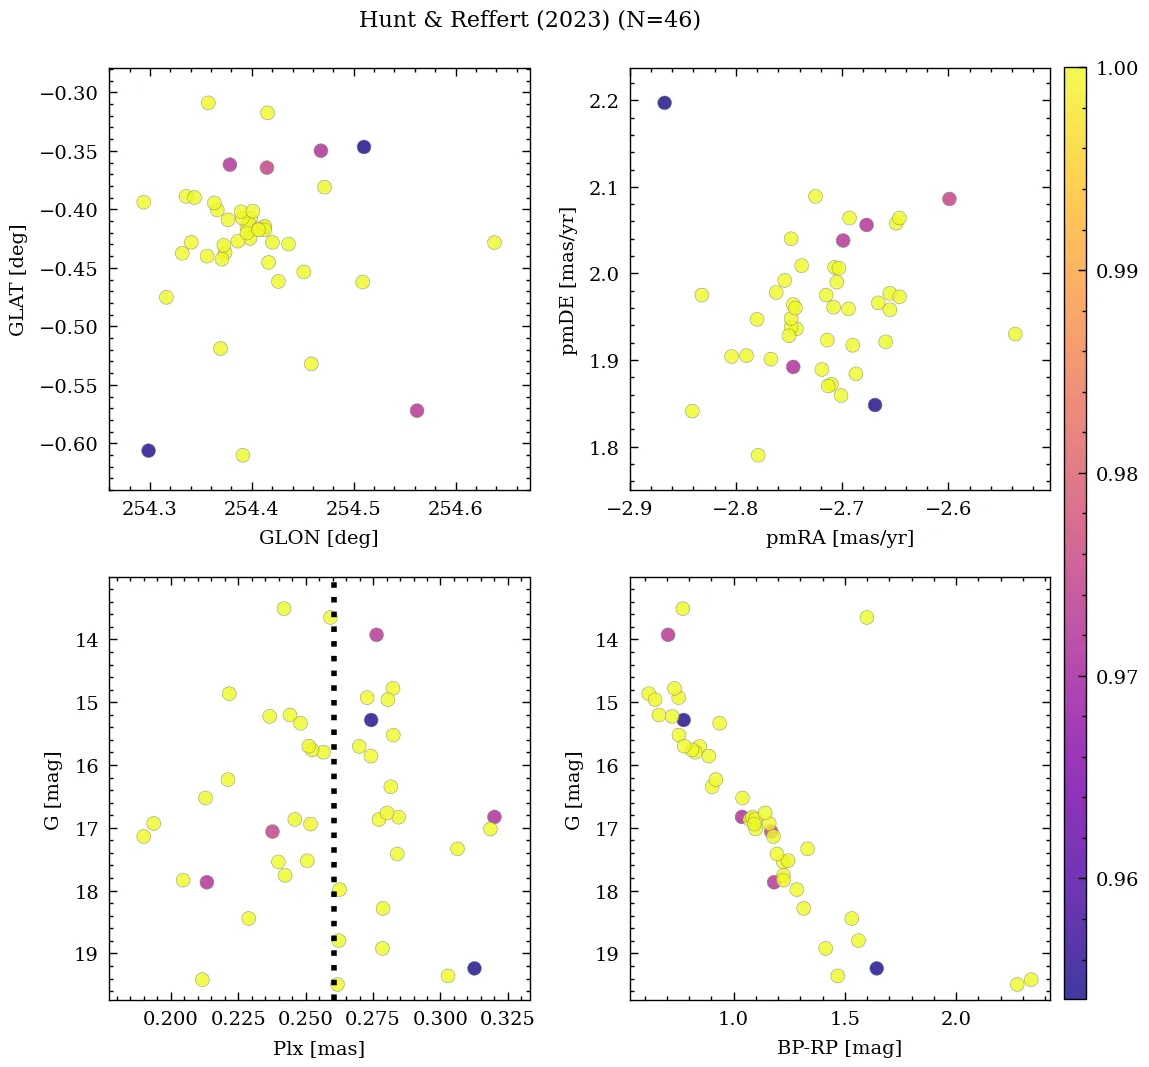 Hunt & Reffert (2023) (N=46)
−0.30
−0.35
−0.40
−0.45
−0.50
−0.55
−0.60
GLAT [deg]
254.3 254.4 254.5 254.6
GLON [deg]
2.2
2.1
2.0
1.9
1.8
pmDE [mas/yr]
−2.9 −2.8 −2.7 −2.6
pmRA [mas/yr]
14
15
16
17
18
19
G [mag]
0.200 0.225 0.250 0.275 0.300 0.325
Plx [mas]
14
15
16
17
18
19
G [mag]
1.0 1.5 2.0
BP-RP [mag]
1.00
0.99
0.98
0.97
0.96